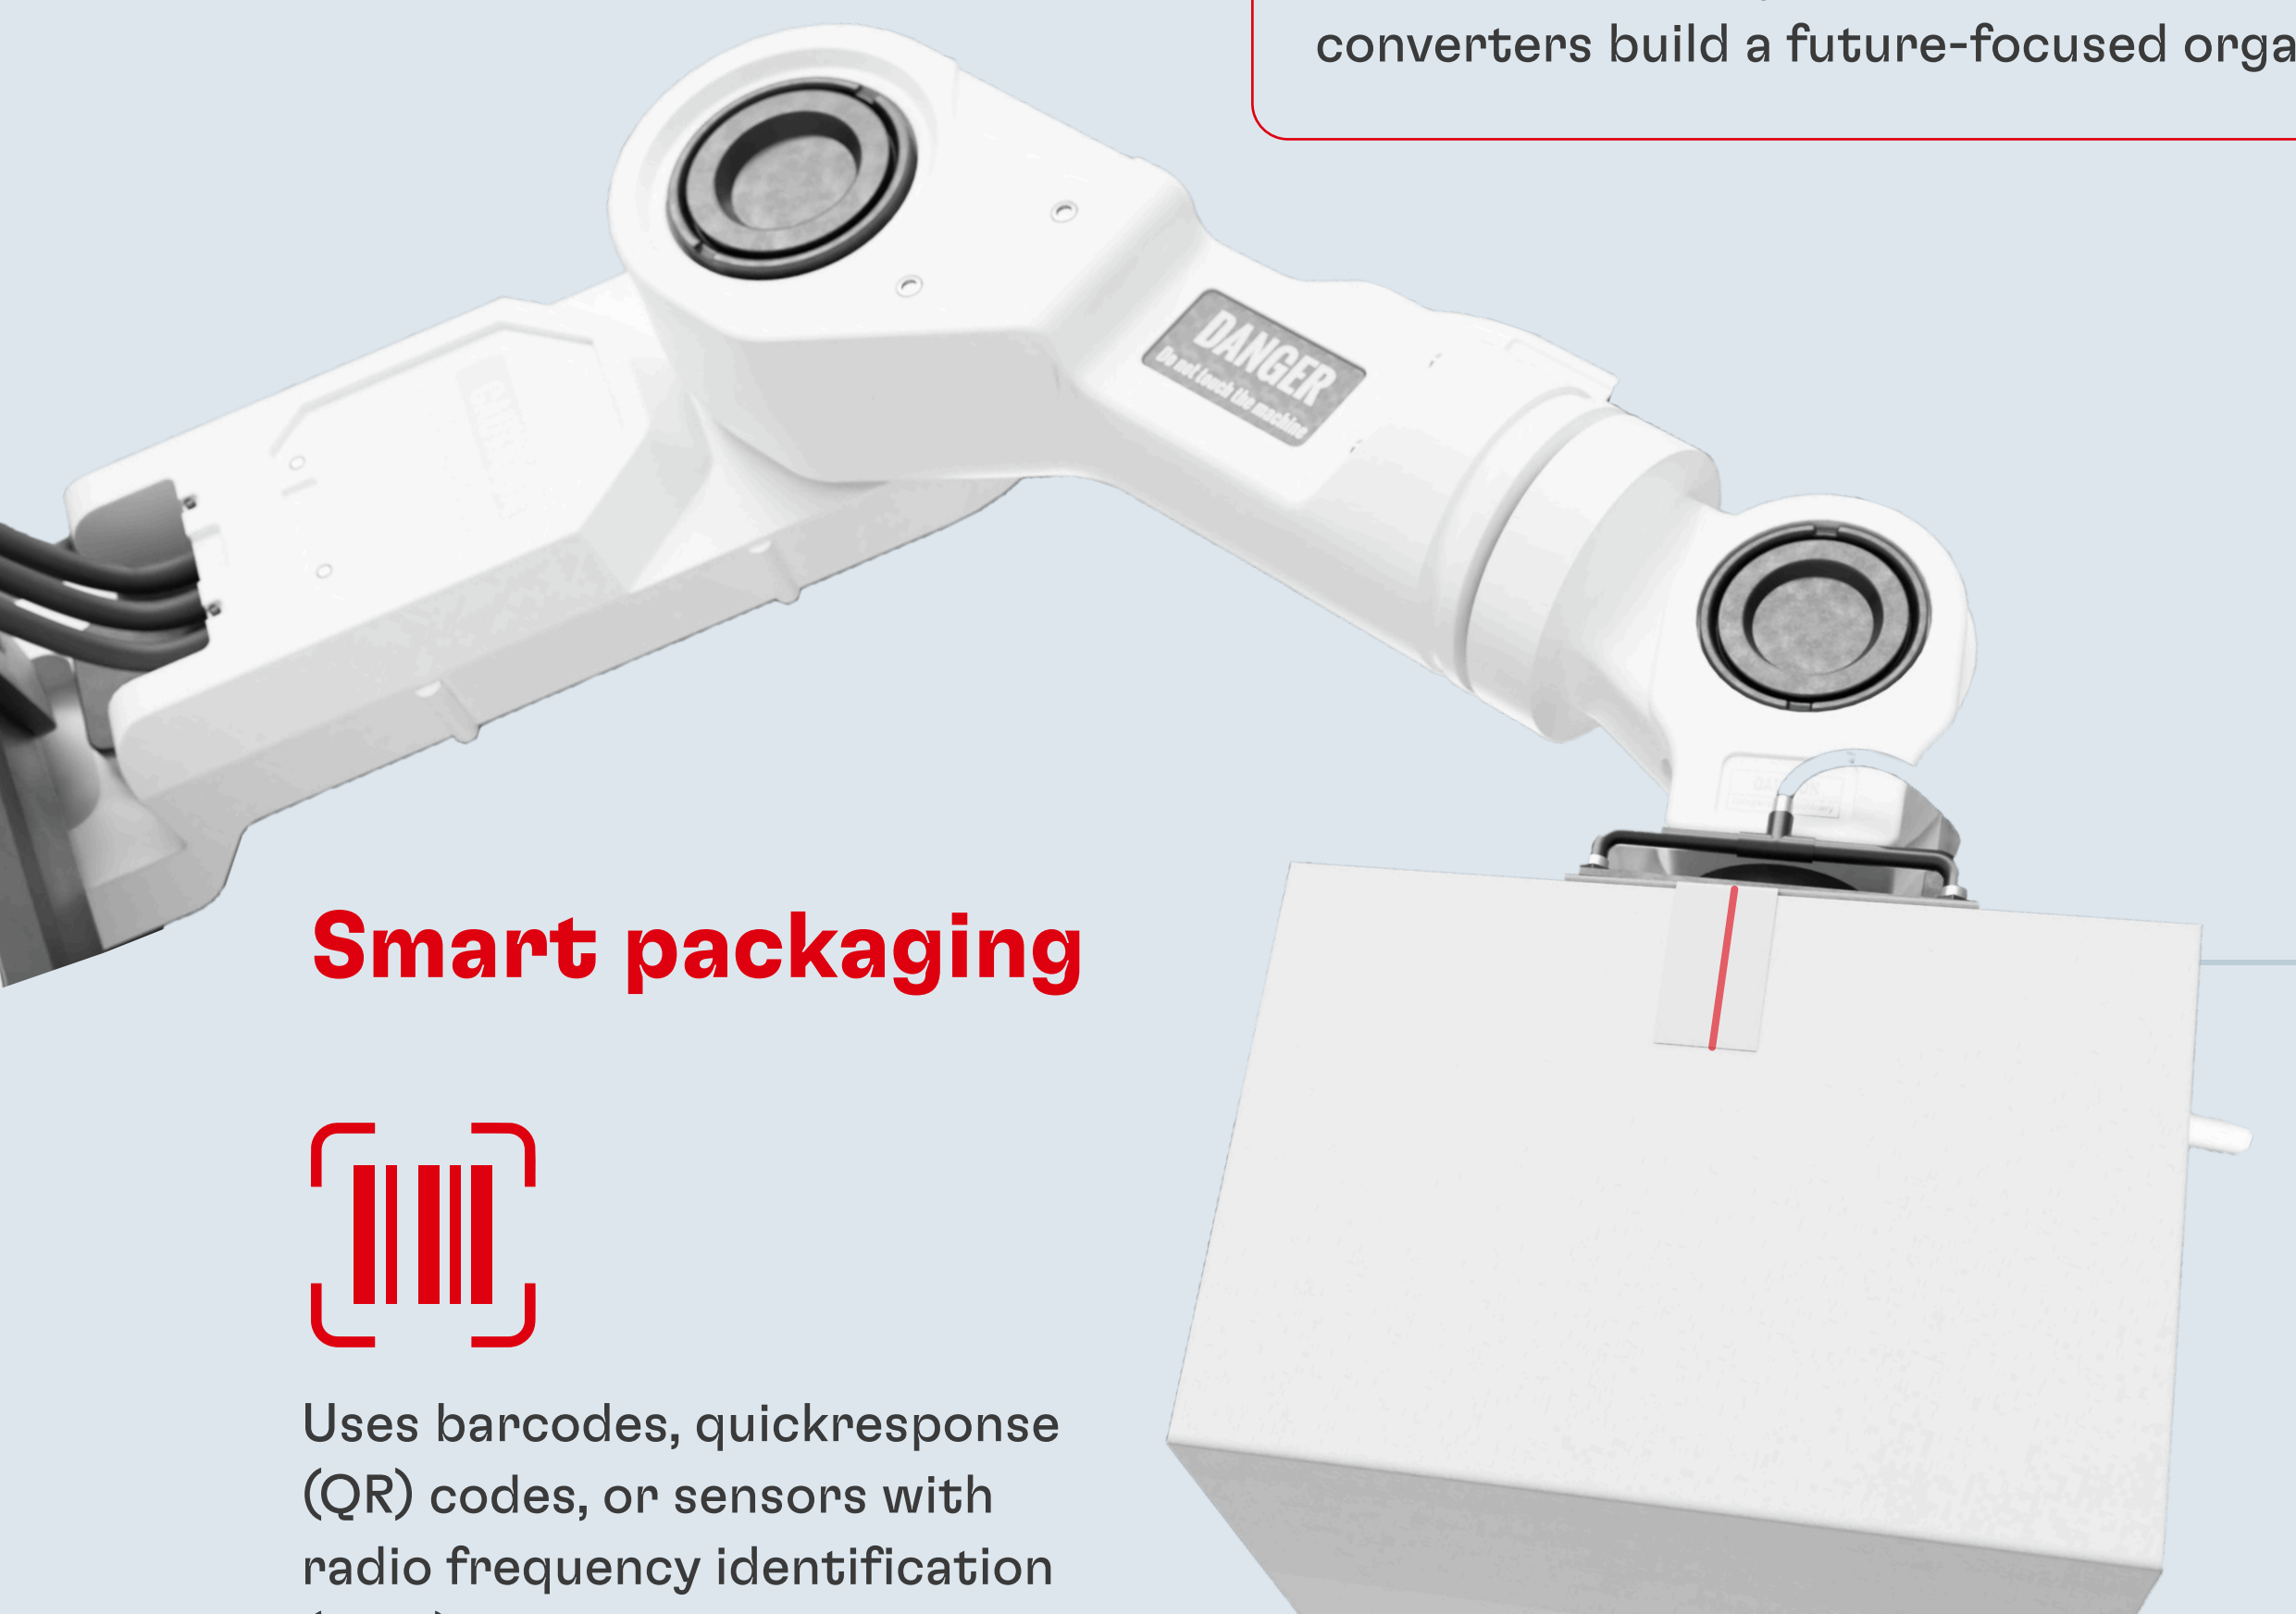 converters build a future-focused orga
DANGER
Do not touch the machine
Smart packaging
Uses barcodes, quickresponse
(QR) codes, or sensors with
radio frequency identification